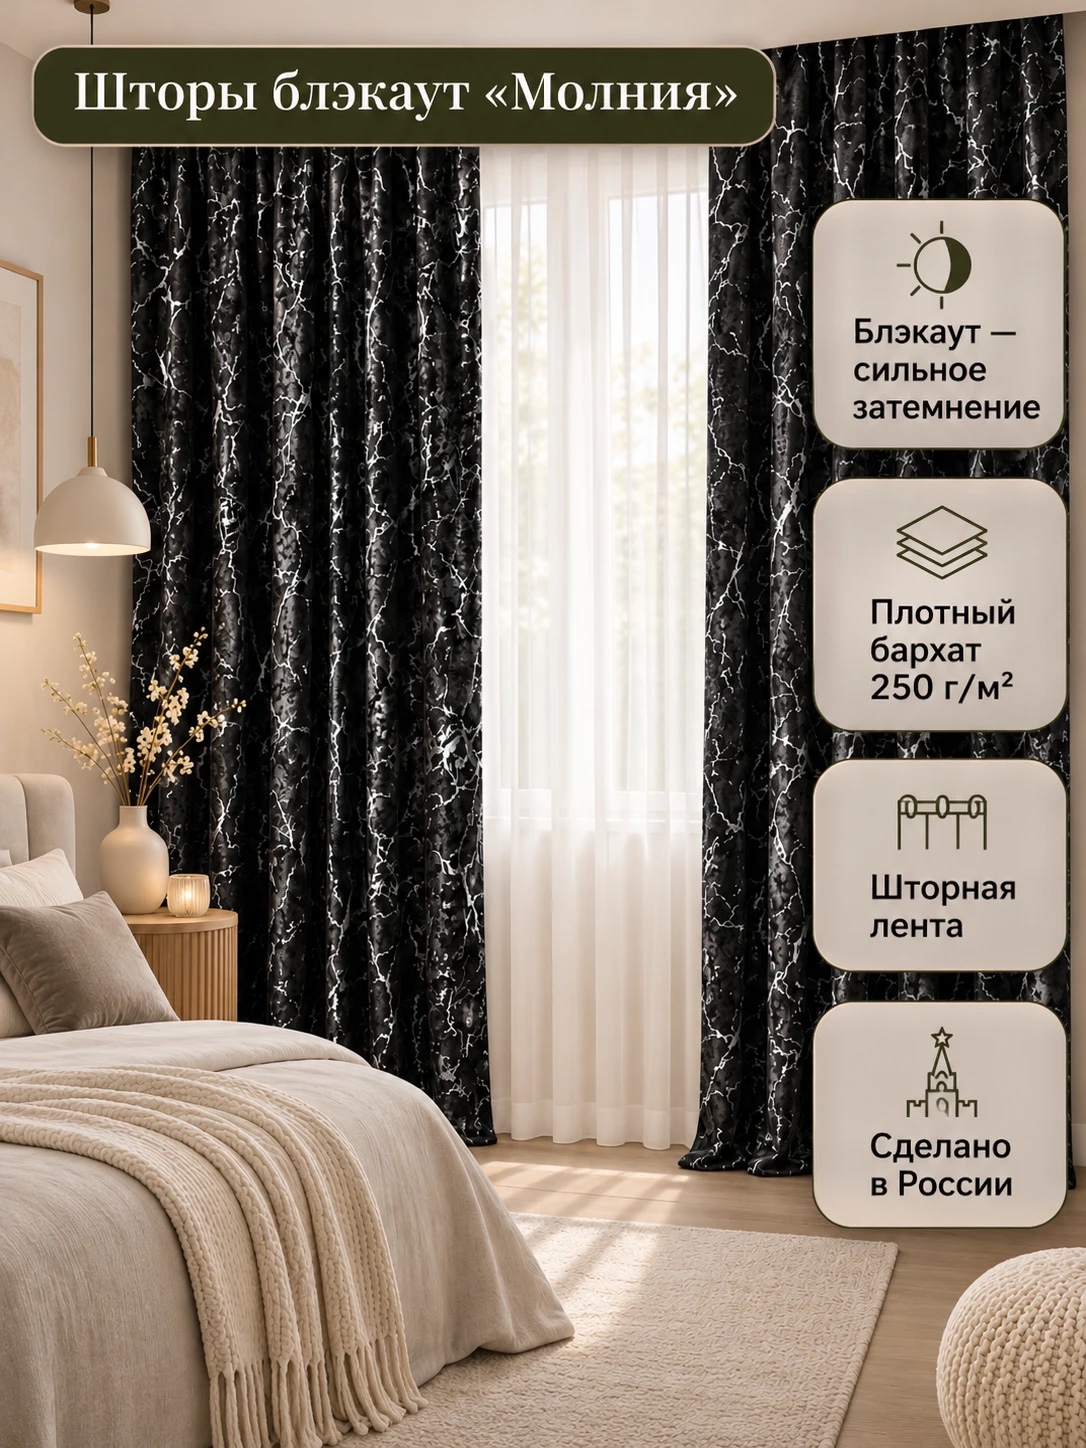 Шторы блэкаут «Молния»
Блэкаут —
сильное
затемнение
Плотный
бархат
250 г/м²
Шторная
лента
Сделано
в России